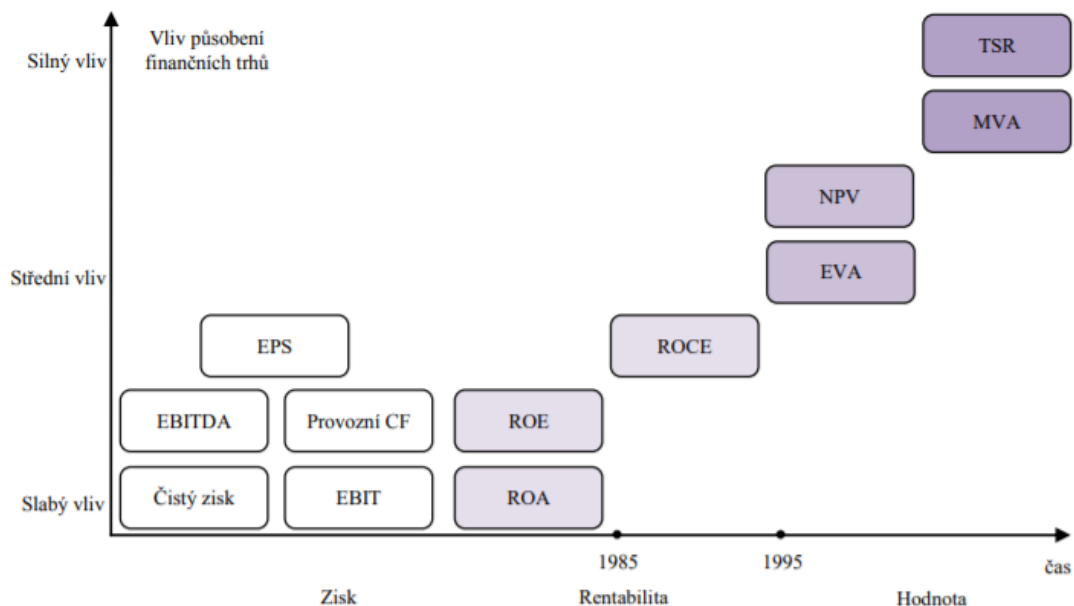 Vliv působení
finančních trhů
Silný vliv
TSR
MVA
NPV
Střední vliv
EVA
EPS
ROCE
EBITDA
Provozní CF
ROE
Slabý vliv
Čistý zisk
EBIT
ROA
1985
1995
čas
Zisk
Rentabilita
Hodnota